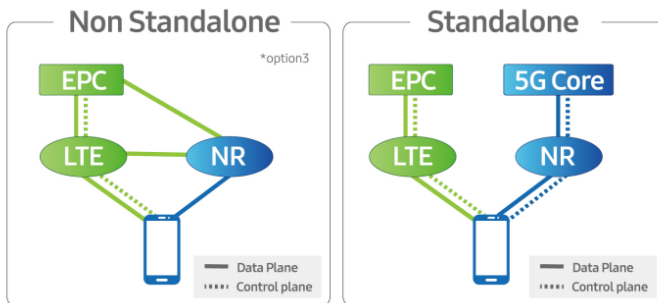 Non Standalone
*option3
EPC
LTE
NR
Data Plane
Control plane
Standalone
EPC
5G Core
LTE
NR
Data Plane
Control plane